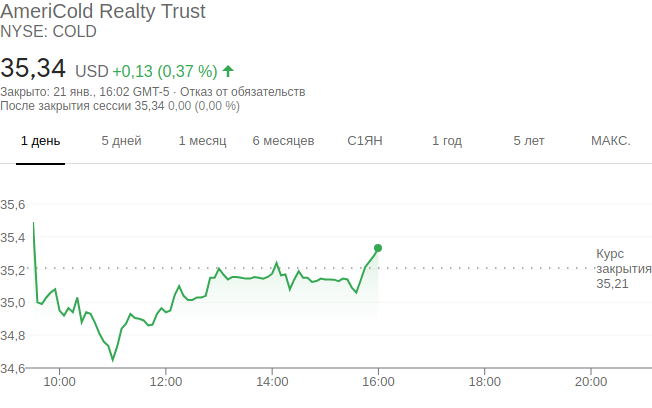 AmeriCold Realty Trust
NYSE: COLD
35,34 USD +0,13 (0,37 %)
Закрыто: 21 янв., 16:02 GMT-5 · Отказ от обязательств
После закрытия сессии 35,34 0,00 (0,00 %)
1 день 5 дней 1 месяц 6 месяцев С1ЯН 1 год 5 лет МАКС.
35,6
35,4
Курс
закрытия
35,21
35,2
35,0
34,8
34,6
10:00 12:00 14:00 16:00 18:00 20:00